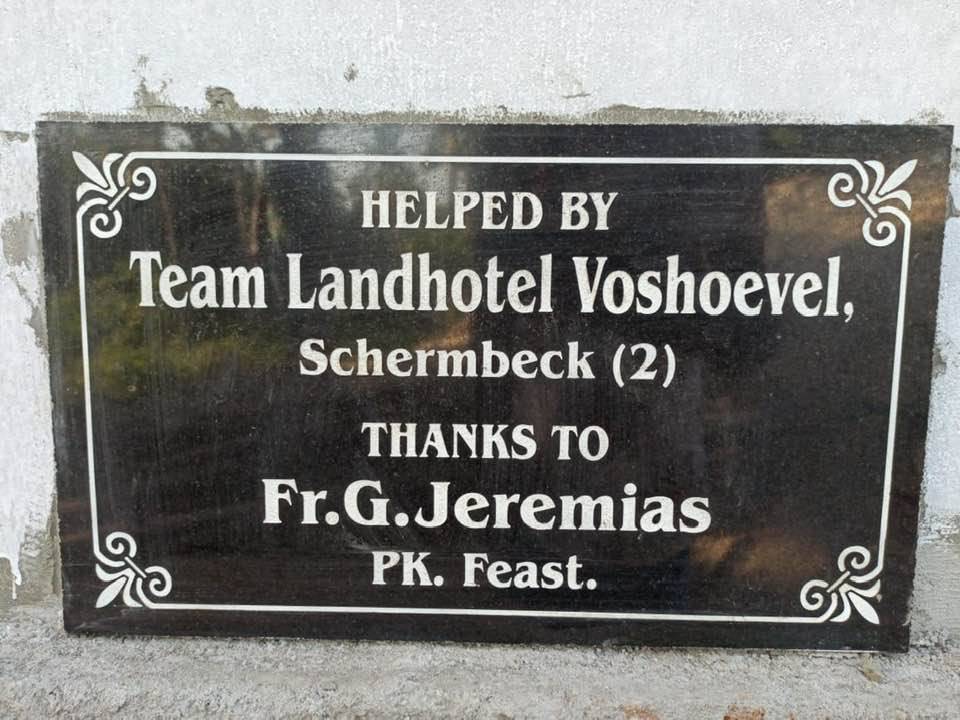 HELPED BY
Team Landhotel Voshoevel,
Schermbeck (2)
THANKS TO
Fr.G.Jeremias
PK. Feast.